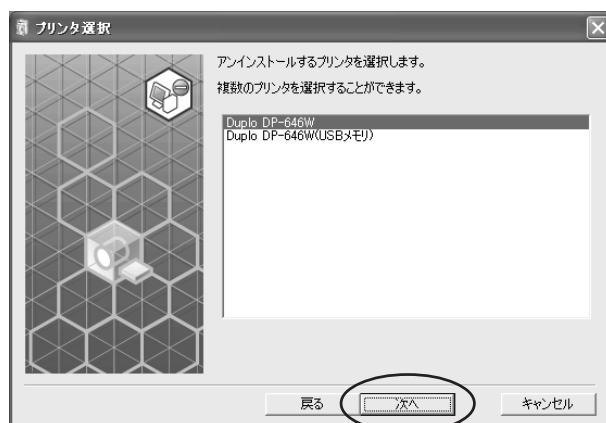 プリンタ選択
アンインストールするプリンタを選択します。
複数のプリンタを選択することができます。
Duplo DP-646W
Duplo DP-646W(USBメモリ)
戻る
次へ
キャンセル